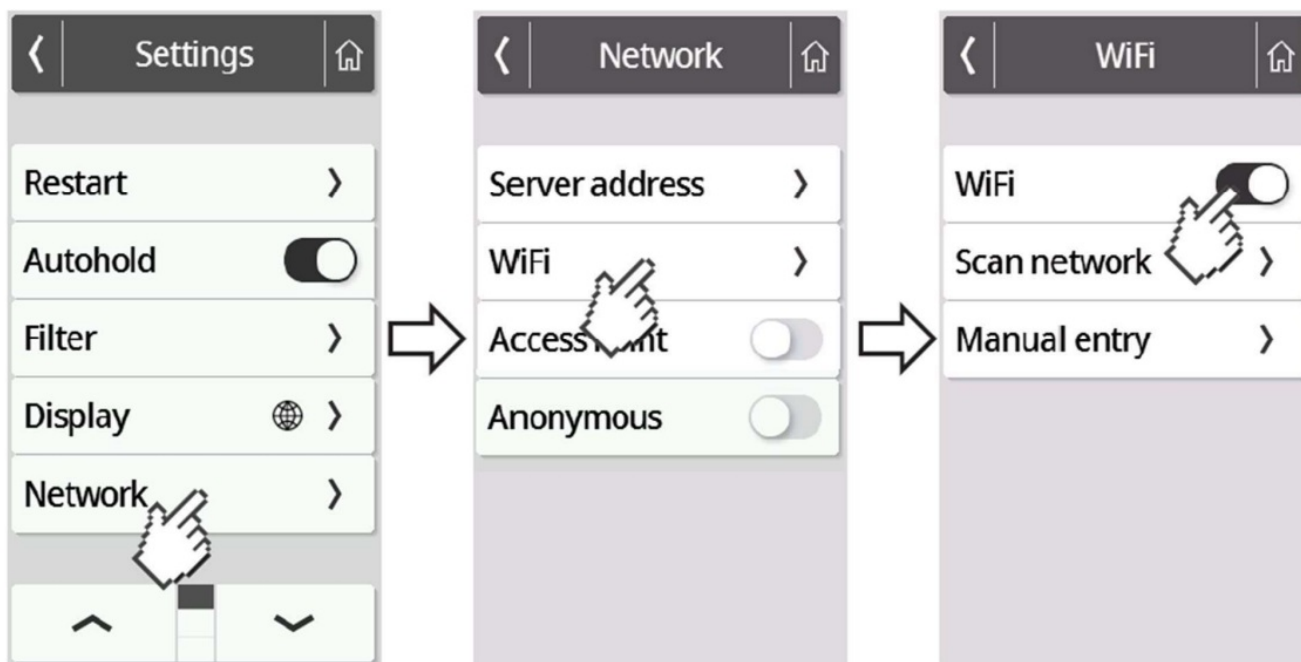 Settings
Restart
Autohold
Filter
Display
Network
Network
Server address
WiFi
Access
Anonymous
WiFi
WiFi
Scan network
Manual entry